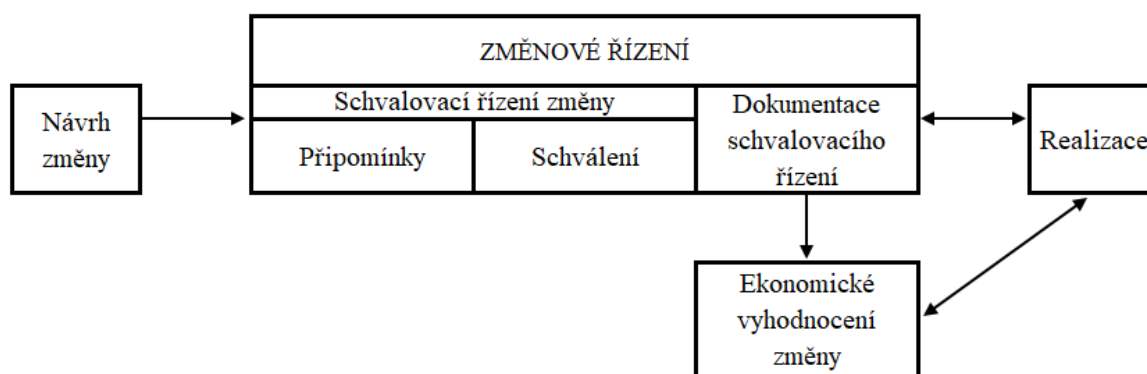 ZMĚNOVÉ ŘÍZENÍ
Návrh
změny
Schvalovací řízení změny
Připomínky
Schválení
Dokumentace
schvalovacího
řízení
Realizace
Ekonomické
vyhodnocení
změny